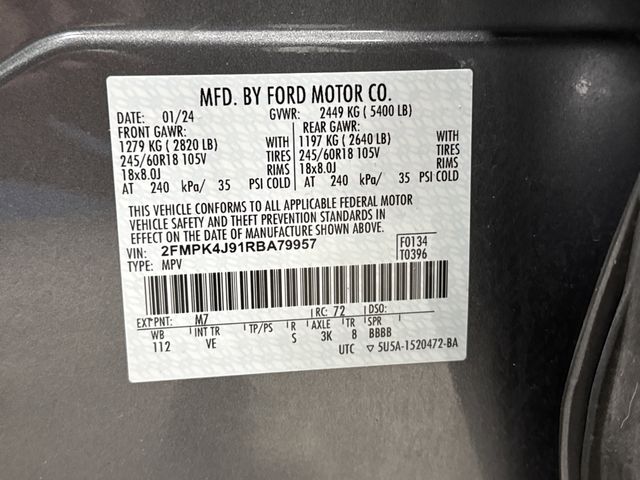 MFD. BY FORD MOTOR CO.
DATE: 01/24 GVWR: 2449 KG ( 5400 LB)
FRONT GAWR: REAR GAWR:
1279 KG ( 2820 LB) WITH 1197 KG ( 2640 LB) WITH
245/60R18 105V TIRES 245/60R18 105V TIRES
18x8.0J RIMS 18x8.0J RIMS
AT 240 kPa/ 35 PSI COLD AT 240 kPa/ 35 PSI COLD
THIS VEHICLE CONFORMS TO ALL APPLICABLE FEDERAL MOTOR
VEHICLE SAFETY AND THEFT PREVENTION STANDARDS IN
EFFECT ON THE DATE OF MANUFACTURE SHOWN ABOVE.
VIN: 2FMPK4J91RBA79957 F0134
TYPE: MPV T0396
EXT PNT: M7 RC: 72 DSO:
WB INT TR TP/PS R AXLE TR SPR
112 VE S 3K 8 BBBB
UTC ▽ 5U5A-1520472-BA